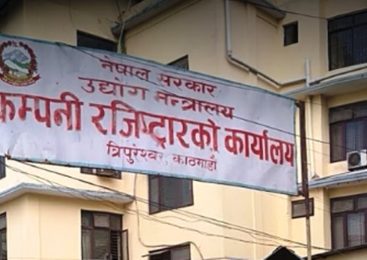 नेपाल सरकार
उद्योग मन्त्रालय
कम्पनी रजिष्ट्रारको कार्यालय
त्रिपुरेश्वर, काठमाडौं